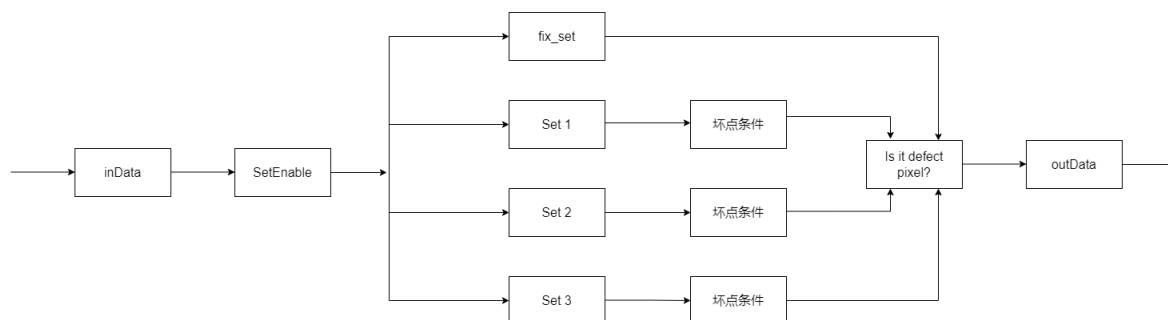 fix_set
Set 1
坏点条件
inData
SetEnable
Is it defect
pixel?
outData
Set 2
坏点条件
Set 3
坏点条件